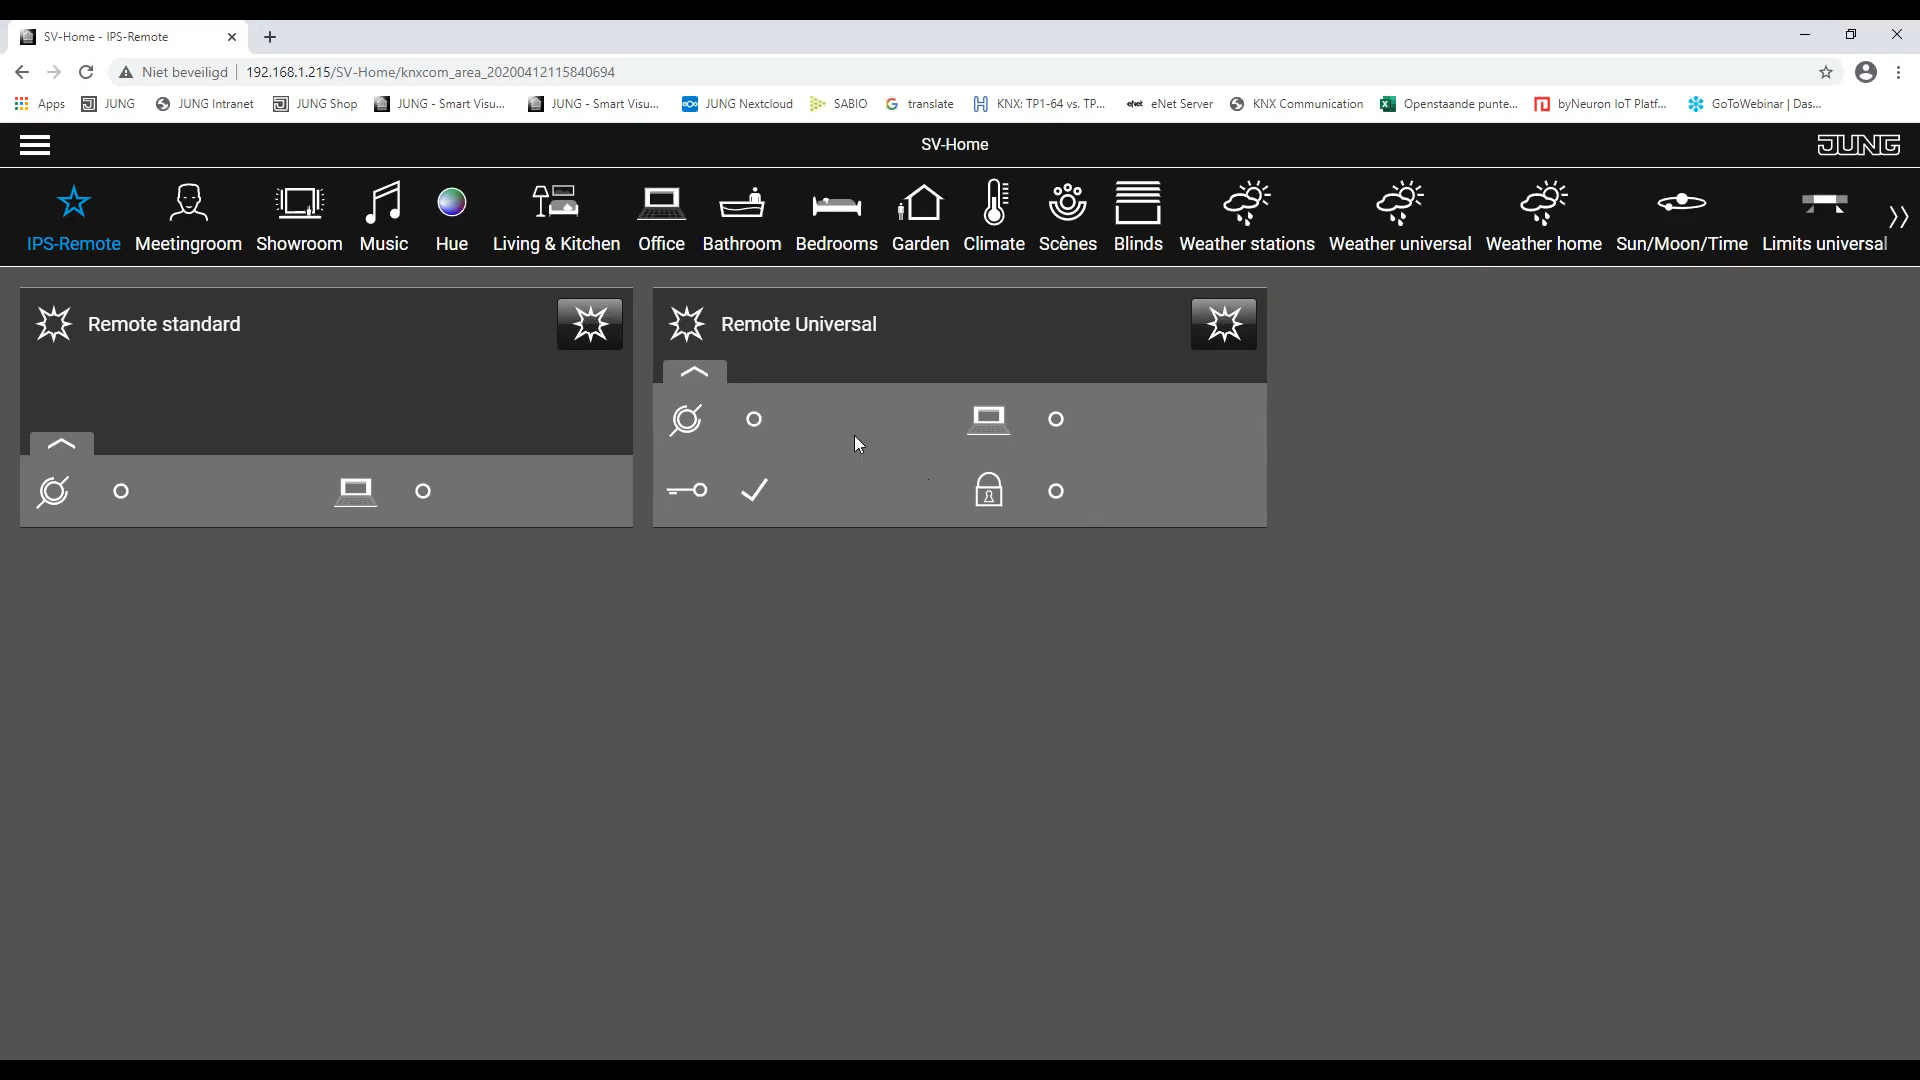 SV-Home - IPS-Remote
Niet beveiligd 192.168.1.215/SV-Home/knxcom_area_20200412115840694
Apps JUNG JUNG Intranet JUNG Shop JUNG - Smart Visu... JUNG - Smart Visu... JUNG Nextcloud SABIO translate KNX: TP1-64 vs. TP... eNet eNet Server KNX Communication Openstaande punte... byNeuron IoT Platf... GoToWebinar | Das...
SV-Home JUNG
IPS-Remote Meetingroom Showroom Music Hue Living & Kitchen Office Bathroom Bedrooms Garden Climate Scènes Blinds Weather stations Weather universal Weather home Sun/Moon/Time Limits universal
Remote standard Remote Universal